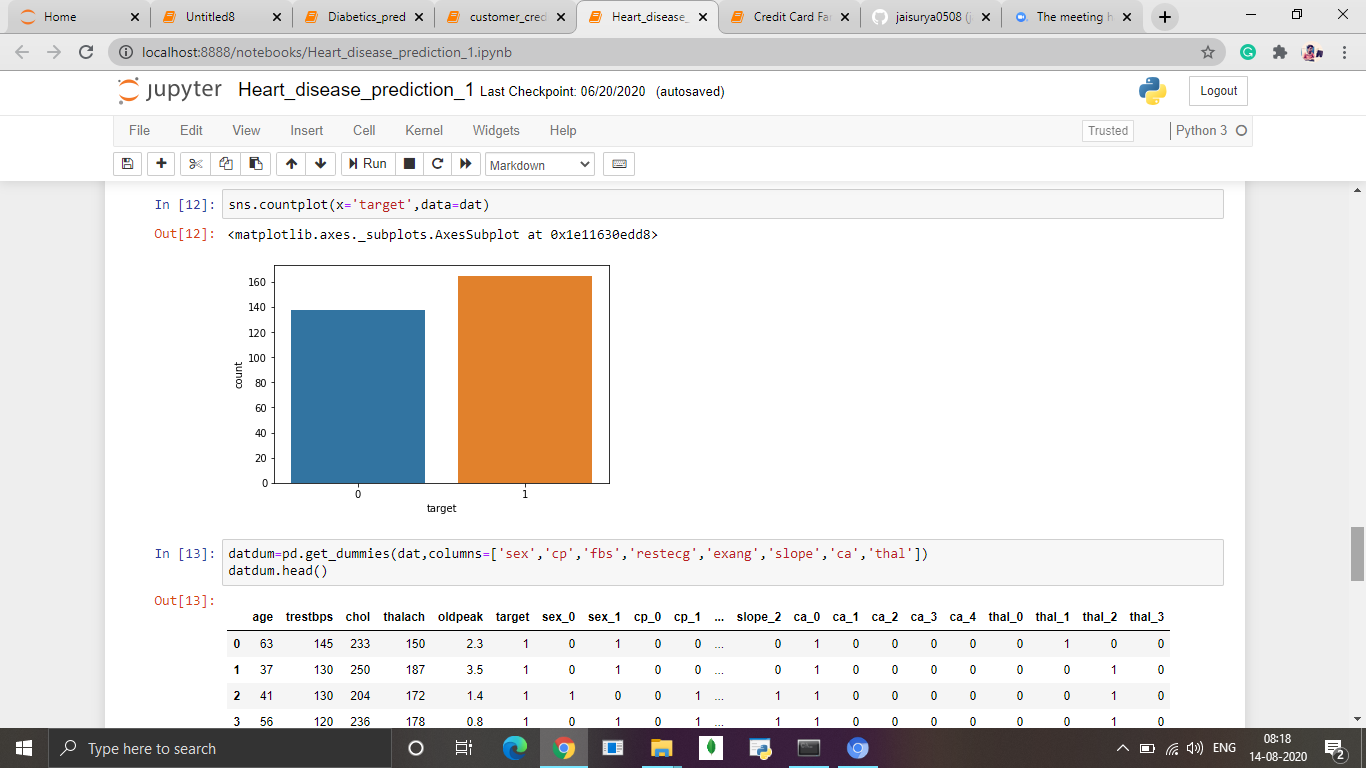 Home
Untitled8
Diabetics_pred
customer_cred
Heart_disease_
Credit Card Fa
jaisurya0508 (j
The meeting h
localhost:8888/notebooks/Heart_disease_prediction_1.ipynb
jupyter Heart_disease_prediction_1 Last Checkpoint: 06/20/2020 (autosaved)
Logout
File Edit View Insert Cell Kernel Widgets Help
Trusted
Python 3
Run
Markdown
In [12]: sns.countplot(x='target',data=dat)
Out[12]: <matplotlib.axes._subplots.AxesSubplot at 0x1e11630edd8>
160
140
120
100
80
60
40
20
0
count
0 1
target
In [13]: datdum=pd.get_dummies(dat,columns=['sex','cp','fbs','restecg','exang','slope','ca','thal'])
datdum.head()
Out[13]:
age trestbps chol thalach oldpeak target sex_0 sex_1 cp_0 cp_1 ... slope_2 ca_0 ca_1 ca_2 ca_3 ca_4 thal_0 thal_1 thal_2 thal_3
0 63 145 233 150 2.3 1 0 1 0 0 ... 0 1 0 0 0 0 0 1 0 0
1 37 130 250 187 3.5 1 0 1 0 0 ... 0 1 0 0 0 0 0 0 1 0
2 41 130 204 172 1.4 1 1 0 0 1 ... 1 1 0 0 0 0 0 0 1 0
3 56 120 236 178 0.8 1 0 1 0 1 ... 1 1 0 0 0 0 0 0 1 0
Type here to search
ENG
08:18
14-08-2020
2